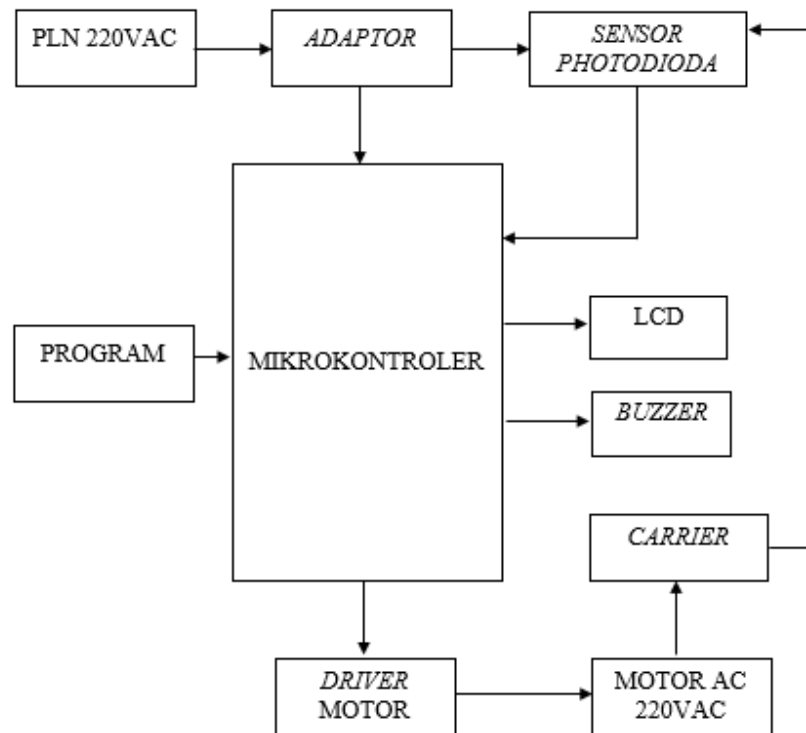 PLN 220VAC
ADAPTOR
SENSOR
PHOTODIODA
PROGRAM
MIKROKONTROLER
LCD
BUZZER
CARRIER
DRIVER
MOTOR
MOTOR AC
220VAC